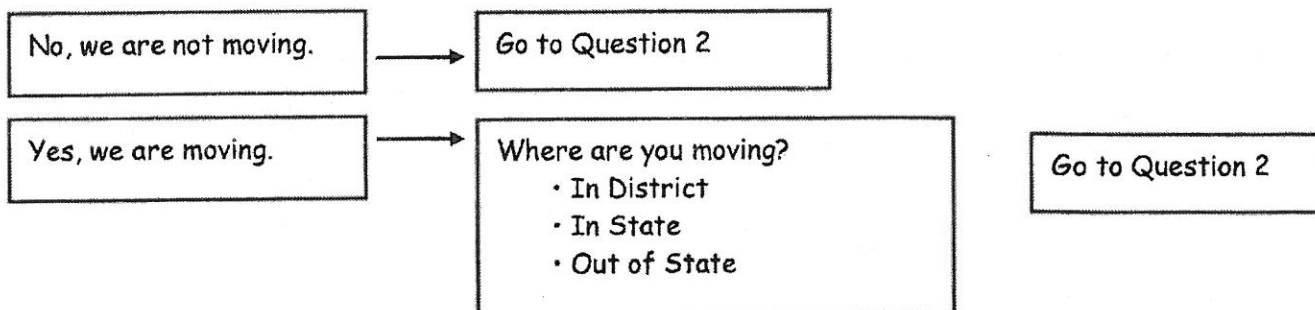 No, we are not moving.
Go to Question 2
Yes, we are moving.
Where are you moving?
· In District
· In State
· Out of State
Go to Question 2